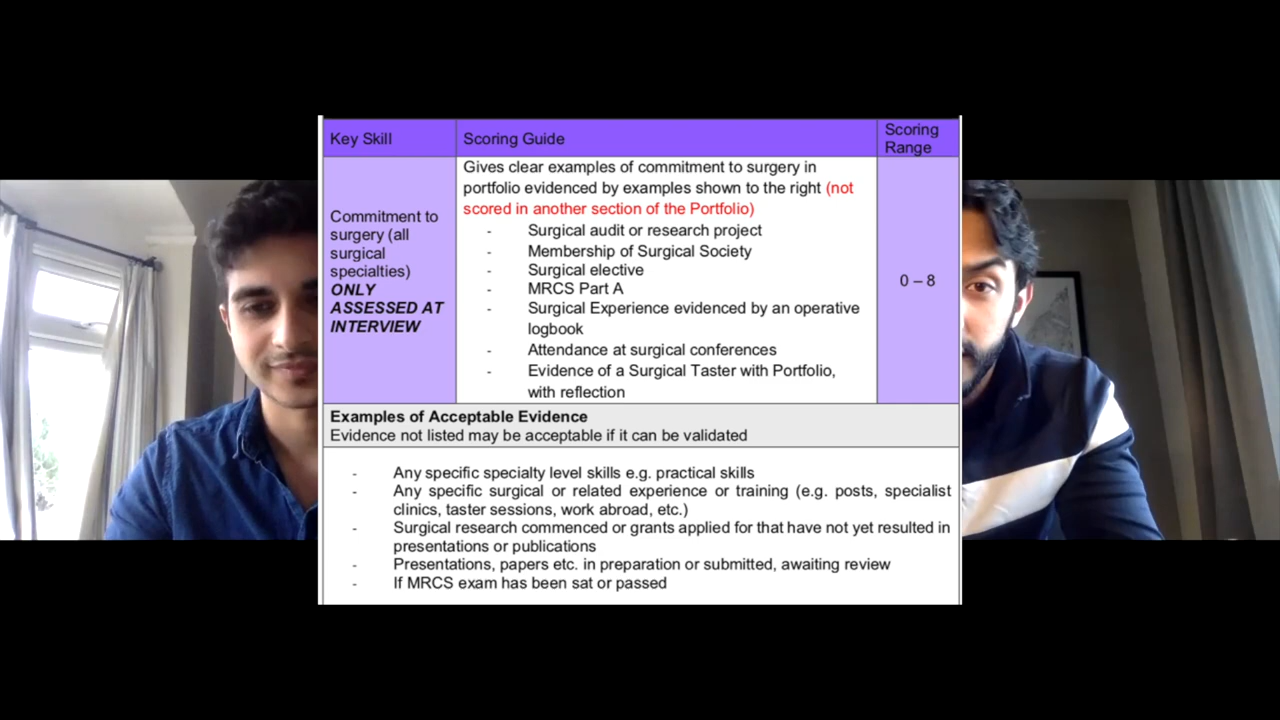 Key Skill
Scoring Guide
Scoring
Range
Commitment to
surgery (all
surgical
specialties)
ONLY
ASSESSED AT
INTERVIEW
Gives clear examples of commitment to surgery in
portfolio evidenced by examples shown to the right (not
scored in another section of the Portfolio)
- Surgical audit or research project
- Membership of Surgical Society
- Surgical elective
- MRCS Part A
- Surgical Experience evidenced by an operative
logbook
- Attendance at surgical conferences
- Evidence of a Surgical Taster with Portfolio,
with reflection
0 – 8
Examples of Acceptable Evidence
Evidence not listed may be acceptable if it can be validated
- Any specific specialty level skills e.g. practical skills
- Any specific surgical or related experience or training (e.g. posts, specialist
clinics, taster sessions, work abroad, etc.)
- Surgical research commenced or grants applied for that have not yet resulted in
presentations or publications
- Presentations, papers etc. in preparation or submitted, awaiting review
- If MRCS exam has been sat or passed